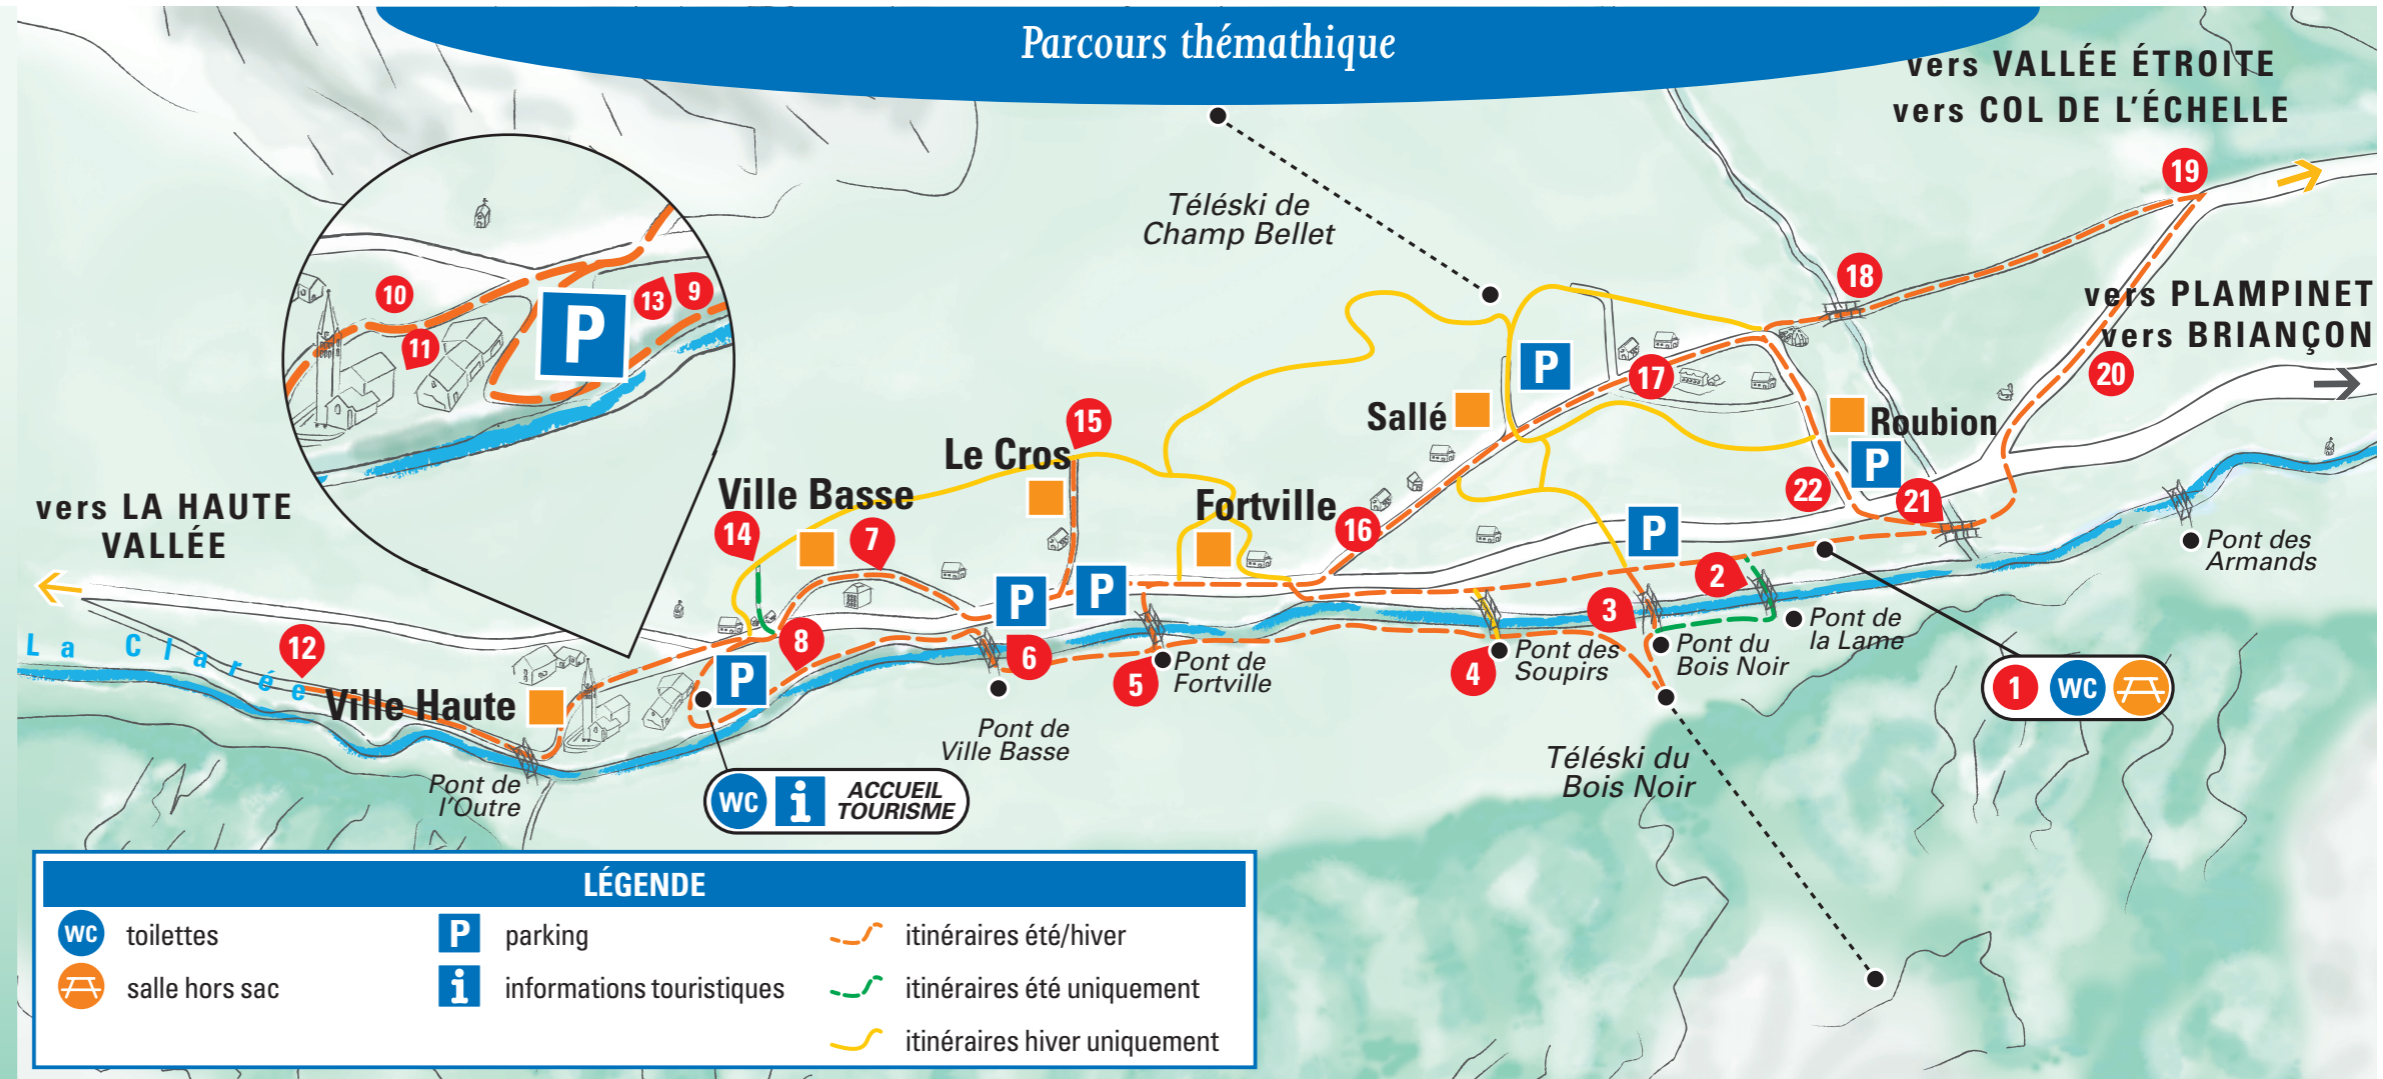 Parcours thémathique
vers VALLÉE ÉTROITE
vers COL DE L'ÉCHELLE
19
Téléski de
Champ Bellet
18
10
13
9
P
11
vers PLAMPINET
vers BRIANÇON
20
P
17
Sallé
Roubion
P
15
Le Cros
Ville Basse
Fortville
22
21
16
14
7
P
vers LA HAUTE
VALLÉE
Pont des
Armands
P
P
2
3
La Clarée
12
8
6
5
4
Pont de
la Lame
Pont du
Bois Noir
Pont des
Soupirs
Pont de
Fortville
P
1
WC
Ville Haute
Pont de
Ville Basse
Téléski du
Bois Noir
Pont de
l'Outre
WC
i
ACCUEIL
TOURISME
LÉGENDE
WC
toilettes
P
parking
itinéraires été/hiver
salle hors sac
i
informations touristiques
itinéraires été uniquement
itinéraires hiver uniquement